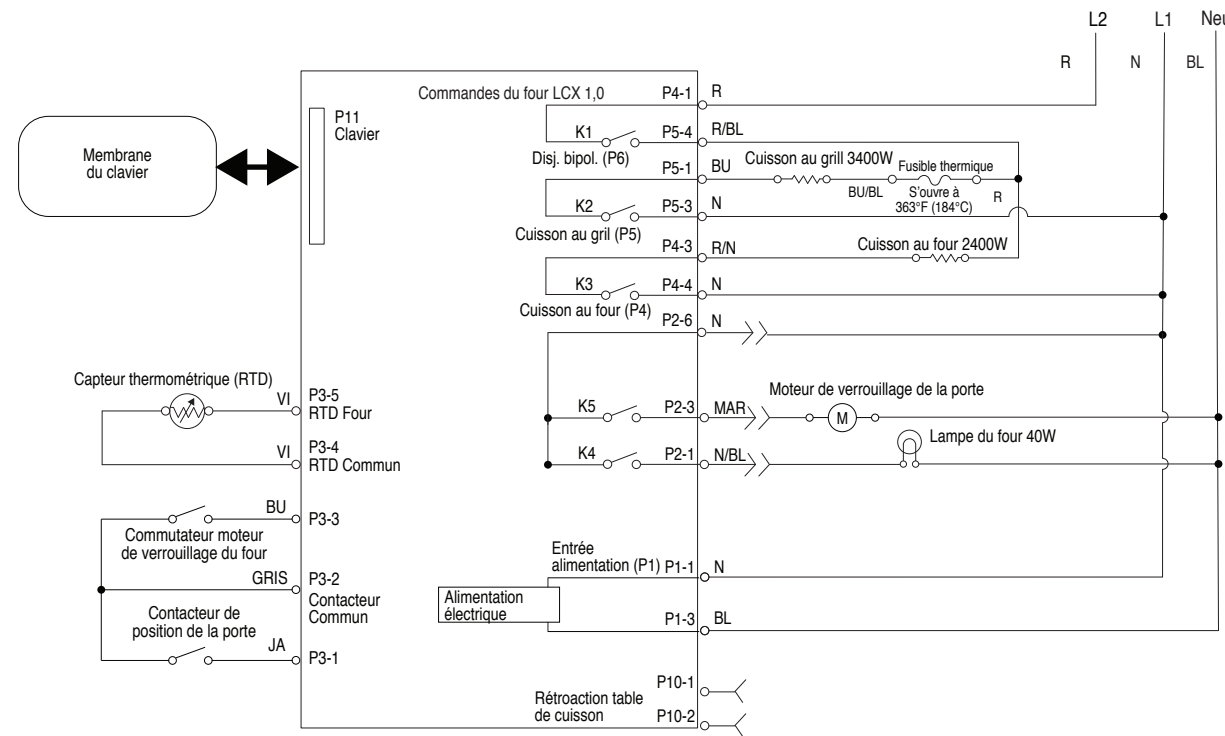 L2 L1 Neu
R N BL
Commandes du four LCX 1,0
P4-1 R
P11
Clavier
K1 P5-4 R/BL
Disj. bipol. (P6)
Membrane
du clavier
P5-1 BU
Cuisson au grill 3400W
Fusible thermique
BU/BL
S'ouvre à
363°F (184°C)
R
K2 P5-3 N
Cuisson au gril (P5)
P4-3 R/N
Cuisson au four 2400W
K3 P4-4 N
Cuisson au four (P4)
P2-6 N
Capteur thermométrique (RTD)
VI P3-5
RTD Four
K5 P2-3 MAR
Moteur de verrouillage de la porte
M
VI P3-4
RTD Commun
K4 P2-1 N/BL
Lampe du four 40W
BU P3-3
Commutateur moteur
de verrouillage du four
Entrée
alimentation (P1) P1-1 N
GRIS P3-2
Contacteur
Commun
Alimentation
électrique
P1-3 BL
Contacteur de
position de la porte
JA P3-1
P10-1
Rétroaction table
de cuisson
P10-2